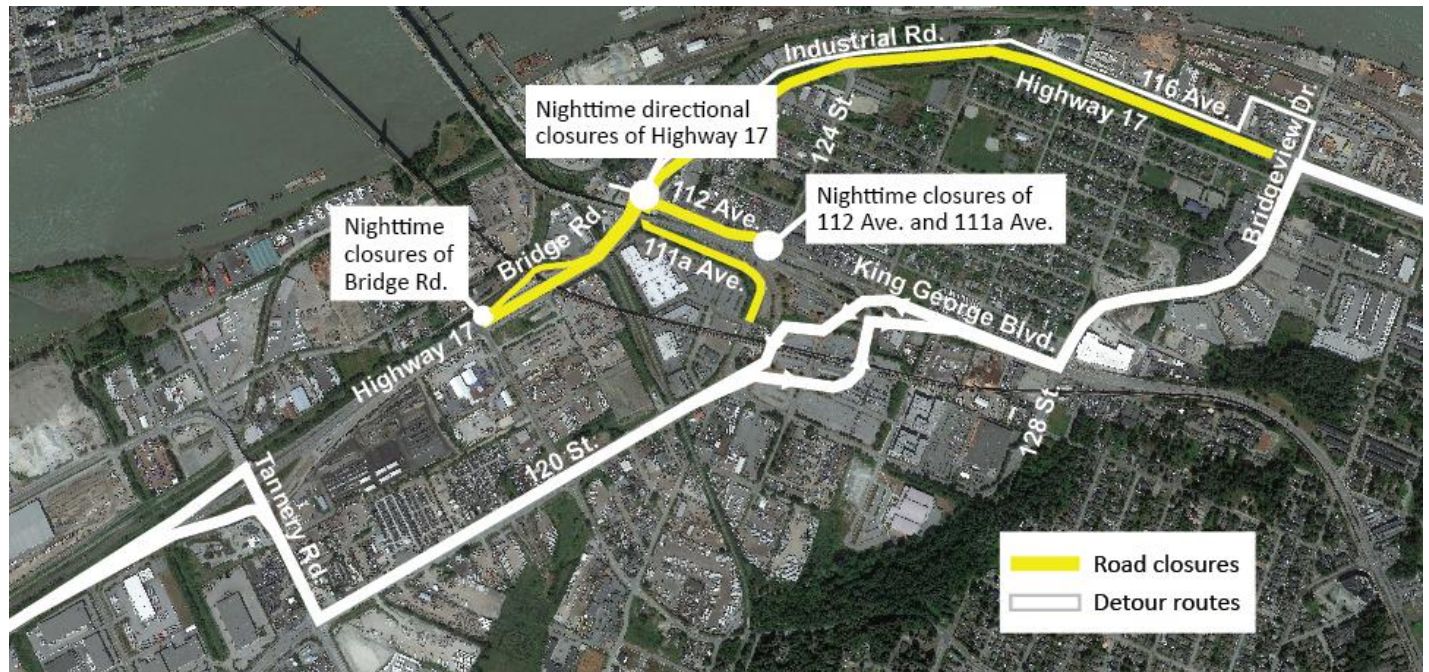 Industrial Rd.
116 Ave.
Highway 17
Bridgeview Dr.
124 St.
Nighttime directional
closures of Highway 17
112 Ave.
Nighttime closures of
112 Ave. and 111a Ave.
Nighttime
closures of
Bridge Rd.
Bridge Rd.
111a Ave.
King George Blvd.
Highway 17
128 St.
120 St.
Tannery Rd.
Road closures
Detour routes